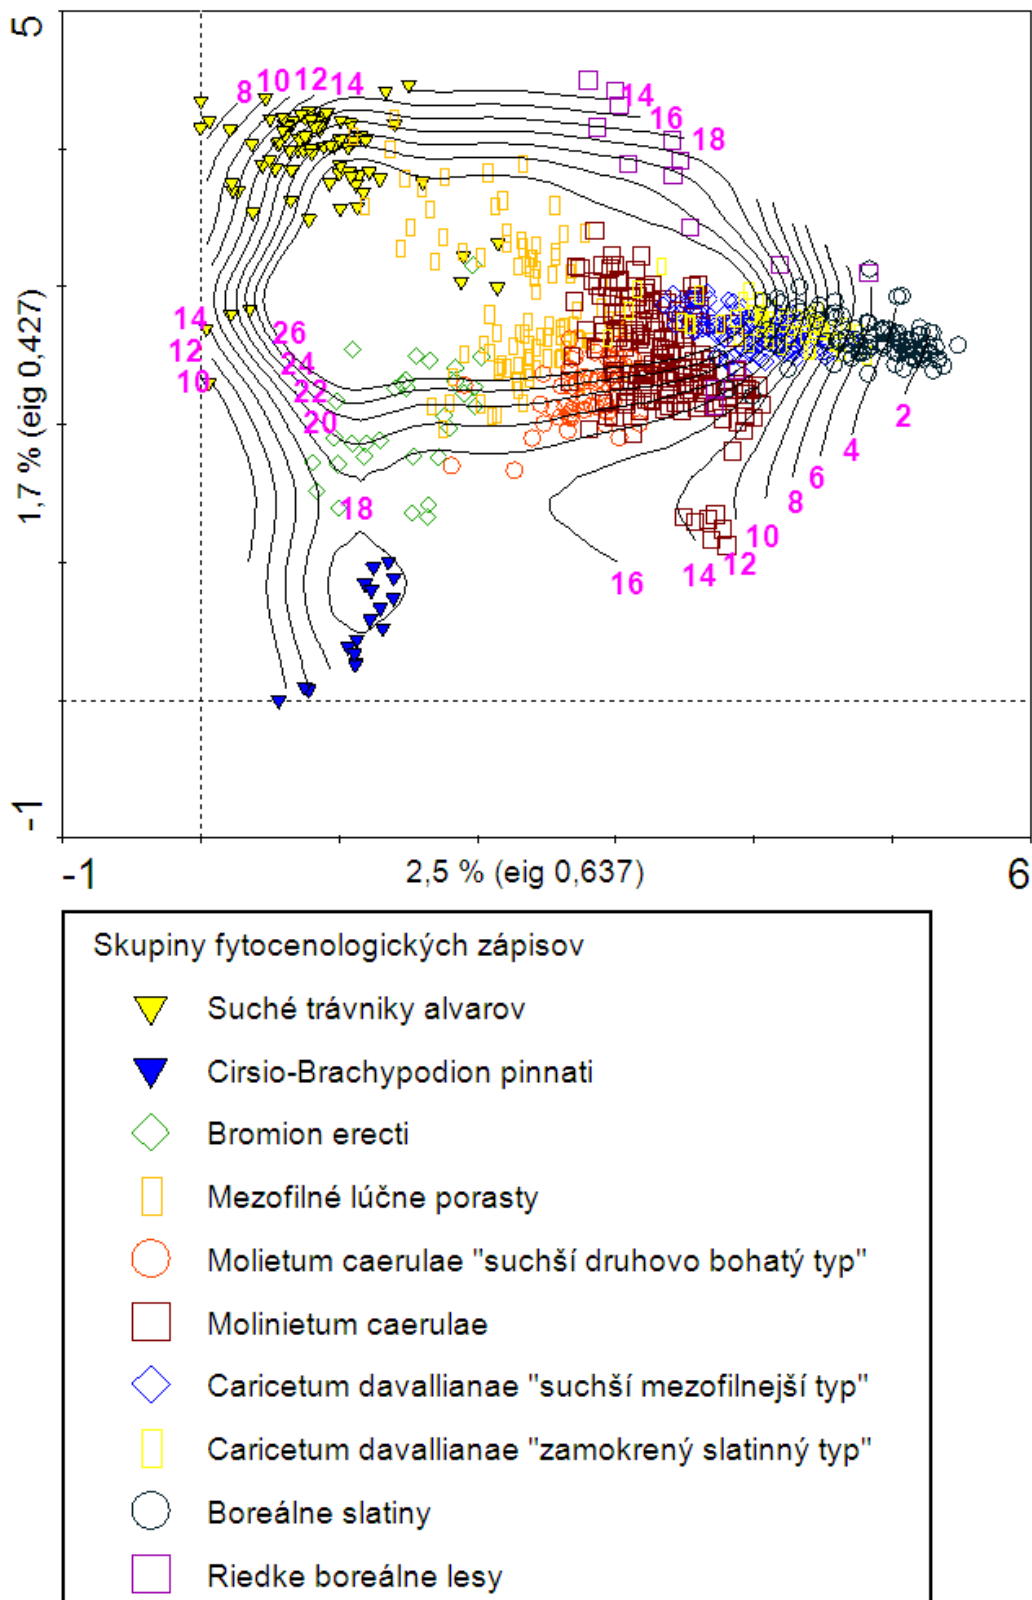 5
8 10 12 14
14
16
18
14
12
10
26
24
22
20
18
2
4
6
8
10
12
14
16
1,7 % (eig 0,427)
-1
-1 2,5 % (eig 0,637) 6
Skupiny fytocenologických zápisov
Suché trávniky alvarov
Cirsio-Brachypodion pinnati
Bromion erecti
Mezofilné lúčne porasty
Molietum caerulae "suchší druhovo bohatý typ"
Molinietum caerulae
Caricetum davallianae "suchší mezofilnejší typ"
Caricetum davallianae "zamokrený slatinný typ"
Boreálne slatiny
Riedke boreálne lesy